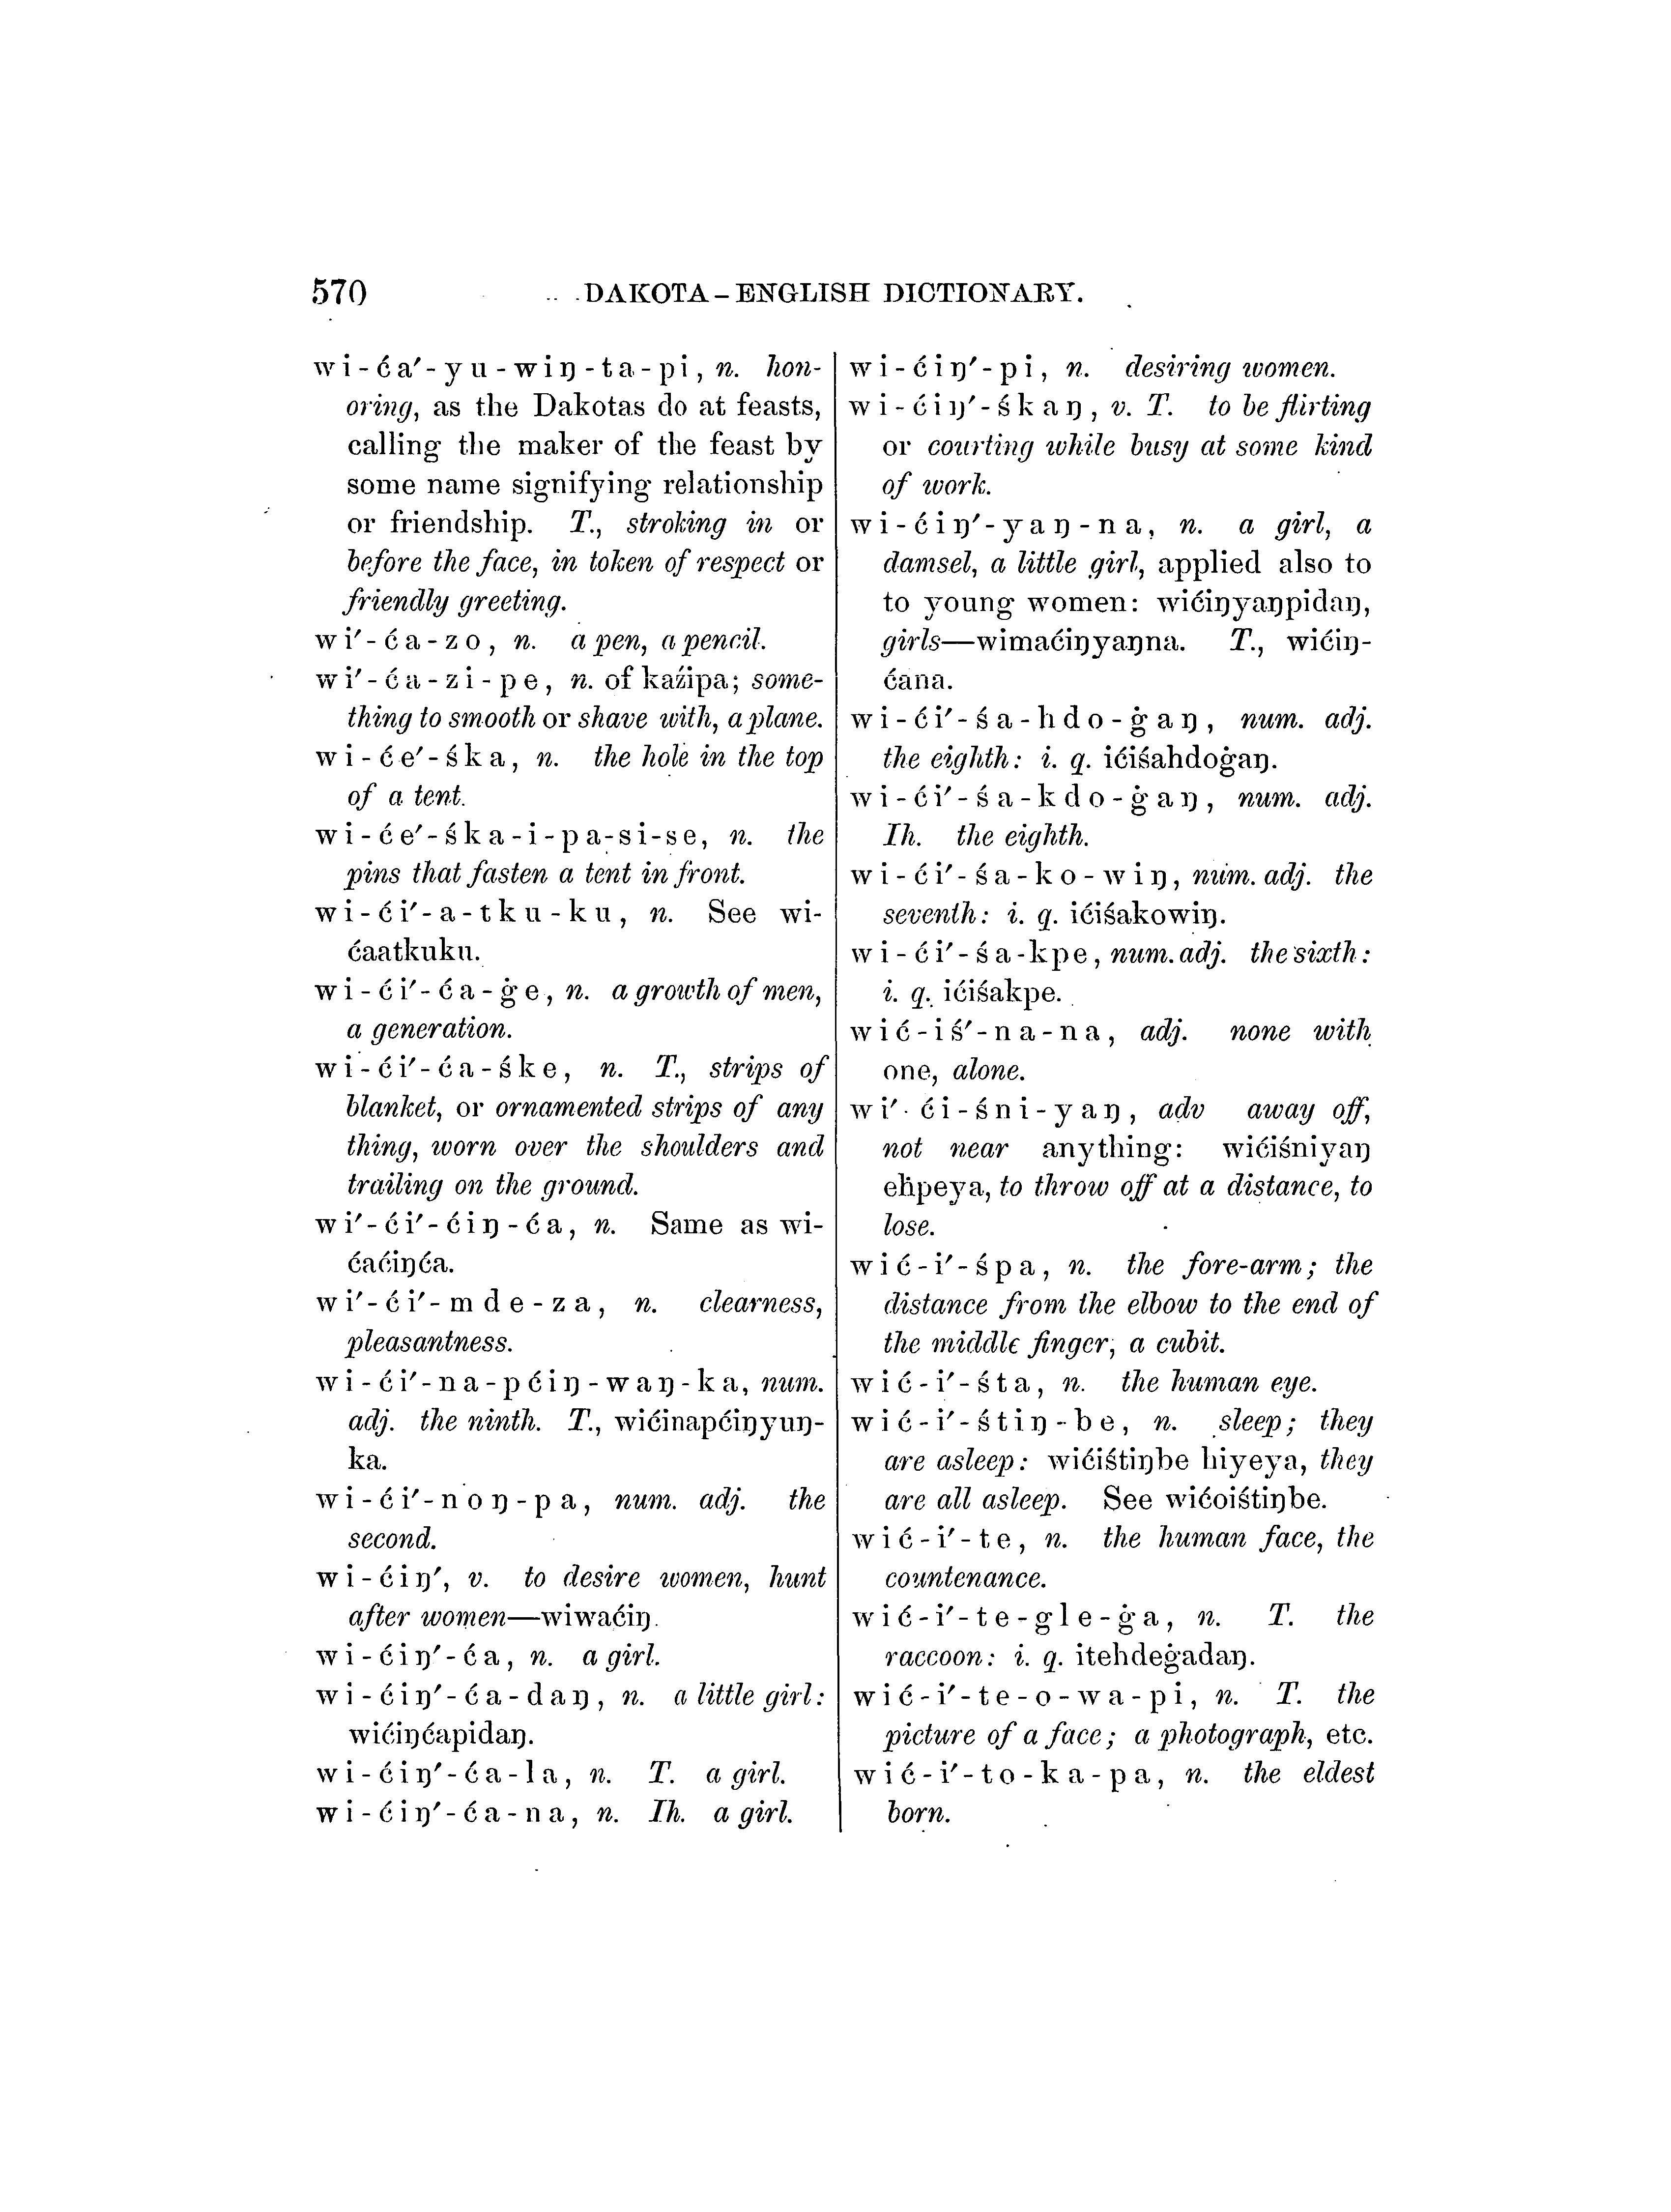 570 DAKOTA-ENGLISH DICTIONARY.
wi-ća′-yu-wiŋ-ta-pi, n. hon-
oring, as the Dakotas do at feasts,
calling the maker of the feast by
some name signifying relationship
or friendship. T., stroking in or
before the face, in token of respect or
friendly greeting.
wi′-ća-zo, n. a pen, a pencil.
wi′-ća-zi-pe, n. of kaźipa; some-
thing to smooth or shave with, a plane.
wi-će′-śka, n. the hole in the top
of a tent.
wi-će′-śka-i-pa-si-se, n. the
pins that fasten a tent in front.
wi-ći′-a-tku-ku, n. See wi-
ćaatkuku.
wi-ći′-ća-ġe, n. a growth of men,
a generation.
wi-ći′-ća-śke, n. T., strips of
blanket, or ornamented strips of any
thing, worn over the shoulders and
trailing on the ground.
wi′-ći′-ćiŋ-ća, n. Same as wi-
ćaćiŋća.
wi′-ći′-mde-za, n. clearness,
pleasantness.
wi-ći′-na-pćiŋ-waŋ-ka, num.
adj. the ninth. T., wićinapćiŋyuŋ-
ka.
wi-ći′-noŋ-pa, num. adj. the
second.
wi-ćiŋ′, v. to desire women, hunt
after women—wiwaćiŋ.
wi-ćiŋ′-ća, n. a girl.
wi-ćiŋ′-ća-daŋ, n. a little girl:
wićiŋćapidaŋ.
wi-ćiŋ′-ća-la, n. T. a girl.
wi-ćiŋ′-ća-na, n. Ih. a girl.
wi-ćiŋ′-pi, n. desiring women.
wi-ćiŋ′-śkaŋ, v. T. to be flirting
or courting while busy at some kind
of work.
wi-ćiŋ′-yaŋ-na, n. a girl, a
damsel, a little girl, applied also to
to young women: wićiŋyaŋpidaŋ,
girls—wimaćiŋyaŋna. T., wićiŋ-
ćana.
wi-ći′-śa-hdo-ġaŋ, num. adj.
the eighth: i. q. ićiśahdoġaŋ.
wi-ći′-śa-kdo-ġaŋ, num. adj.
Ih. the eighth.
wi-ći′-śa-ko-wiŋ, num. adj. the
seventh: i. q. ićiśakowiŋ.
wi-ći′-śa-kpe, num. adj. the sixth:
i. q. ićiśakpe.
wić-iś′-na-na, adj. none with
one, alone.
wi′-ći-śni-yaŋ, adv away off,
not near anything: wićiśniyaŋ
eḣpeya, to throw off at a distance, to
lose.
wić-i′-śpa, n. the fore-arm; the
distance from the elbow to the end of
the middle finger; a cubit.
wić-i′-śta, n. the human eye.
wić-i′-śtiŋ-be, n. sleep; they
are asleep: wićiśtiŋbe hiyeya, they
are all asleep. See wićoiśtiŋbe.
wić-i′-te, n. the human face, the
countenance.
wić-i′-te-gle-ġa, n. T. the
raccoon: i. q. itehdeġadaŋ.
wić-i′-te-o-wa-pi, n. T. the
picture of a face; a photograph, etc.
wić-i′-to-ka-pa, n. the eldest
born.